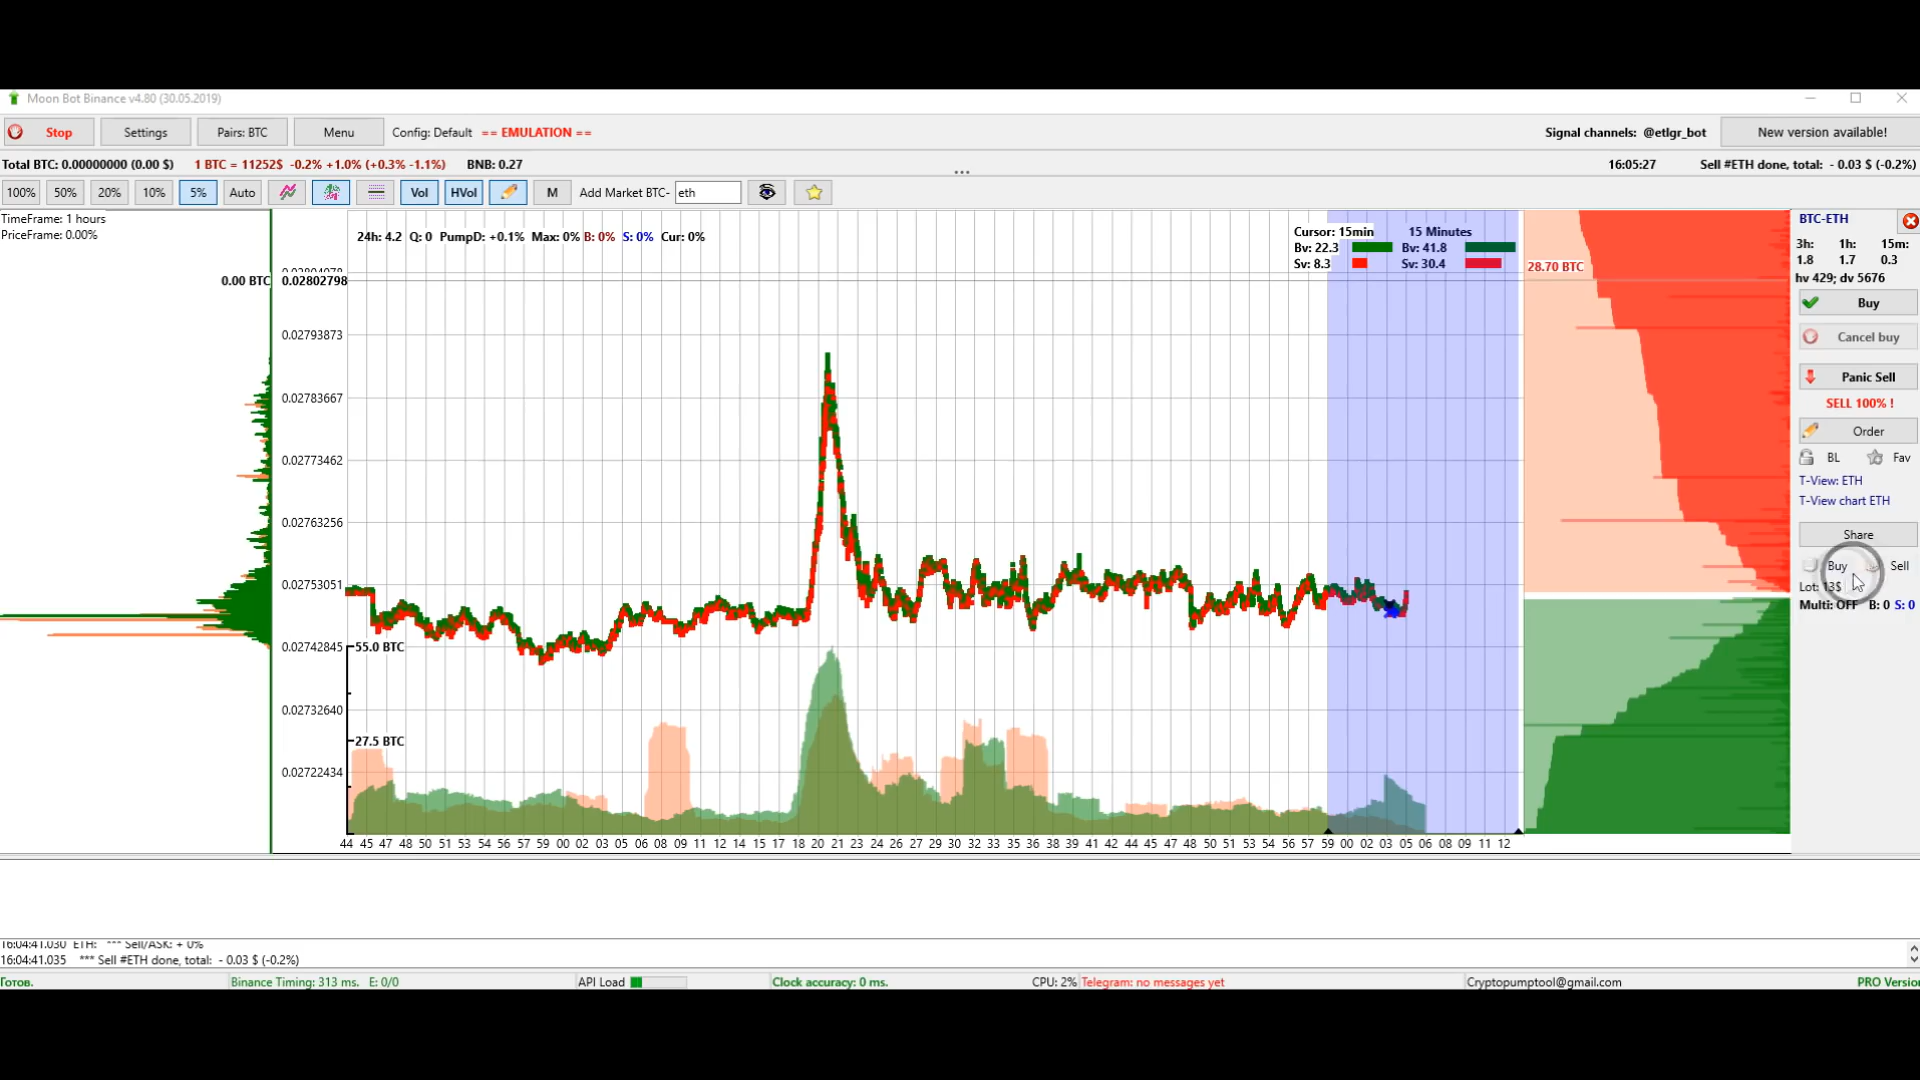 Moon Bot Binance v4.80 (30.05.2019)
Stop Settings Pairs: BTC Menu Config: Default == EMULATION == Signal channels: @etlgr_bot New version available!
Total BTC: 0.00000000 (0.00 $) 1 BTC = 11252$ -0.2% +1.0% (+0.3% -1.1%) BNB: 0.27 16:05:27 Sell #ETH done, total: - 0.03 $ (-0.2%)
100% 50% 20% 10% 5% Auto Vol HVol M Add Market BTC- eth
TimeFrame: 1 hours
PriceFrame: 0.00%
24h: 4.2 Q: 0 PumpD: +0.1% Max: 0% B: 0% S: 0% Cur: 0%
Cursor: 15min 15 Minutes
Bv: 22.3 Bv: 41.8
Sv: 8.3 Sv: 30.4
28.70 BTC
0.00 BTC 0.02802798
0.02793873
0.02783667
0.02773462
0.02763256
0.02753051
0.02742845
55.0 BTC
0.02732640
27.5 BTC
0.02722434
44 45 47 48 50 51 53 54 56 57 59 00 02 03 05 06 08 09 11 12 14 15 17 18 20 21 23 24 26 27 29 30 32 33 35 36 38 39 41 42 44 45 47 48 50 51 53 54 56 57 59 00 02 03 05 06 08 09 11 12
BTC-ETH
3h: 1h: 15m:
1.8 1.7 0.3
hv 429; dv 5676
Buy
Cancel buy
Panic Sell
SELL 100% !
Order
BL Fav
T-View: ETH
T-View chart ETH
Share
Buy Sell
Lot: 13$
Multi: OFF B: 0 S: 0
16:04:41.030 ETH: *** Sell/ASK: + 0%
16:04:41.035 *** Sell #ETH done, total: - 0.03 $ (-0.2%)
Готов. Binance Timing: 313 ms. E: 0/0 API Load Clock accuracy: 0 ms. CPU: 2% Telegram: no messages yet Cryptopumptool@gmail.com PRO Versio